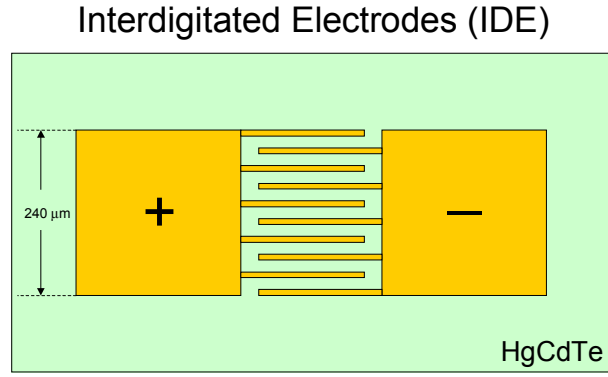 Interdigitated Electrodes (IDE)
240 μm
+
–
HgCdTe